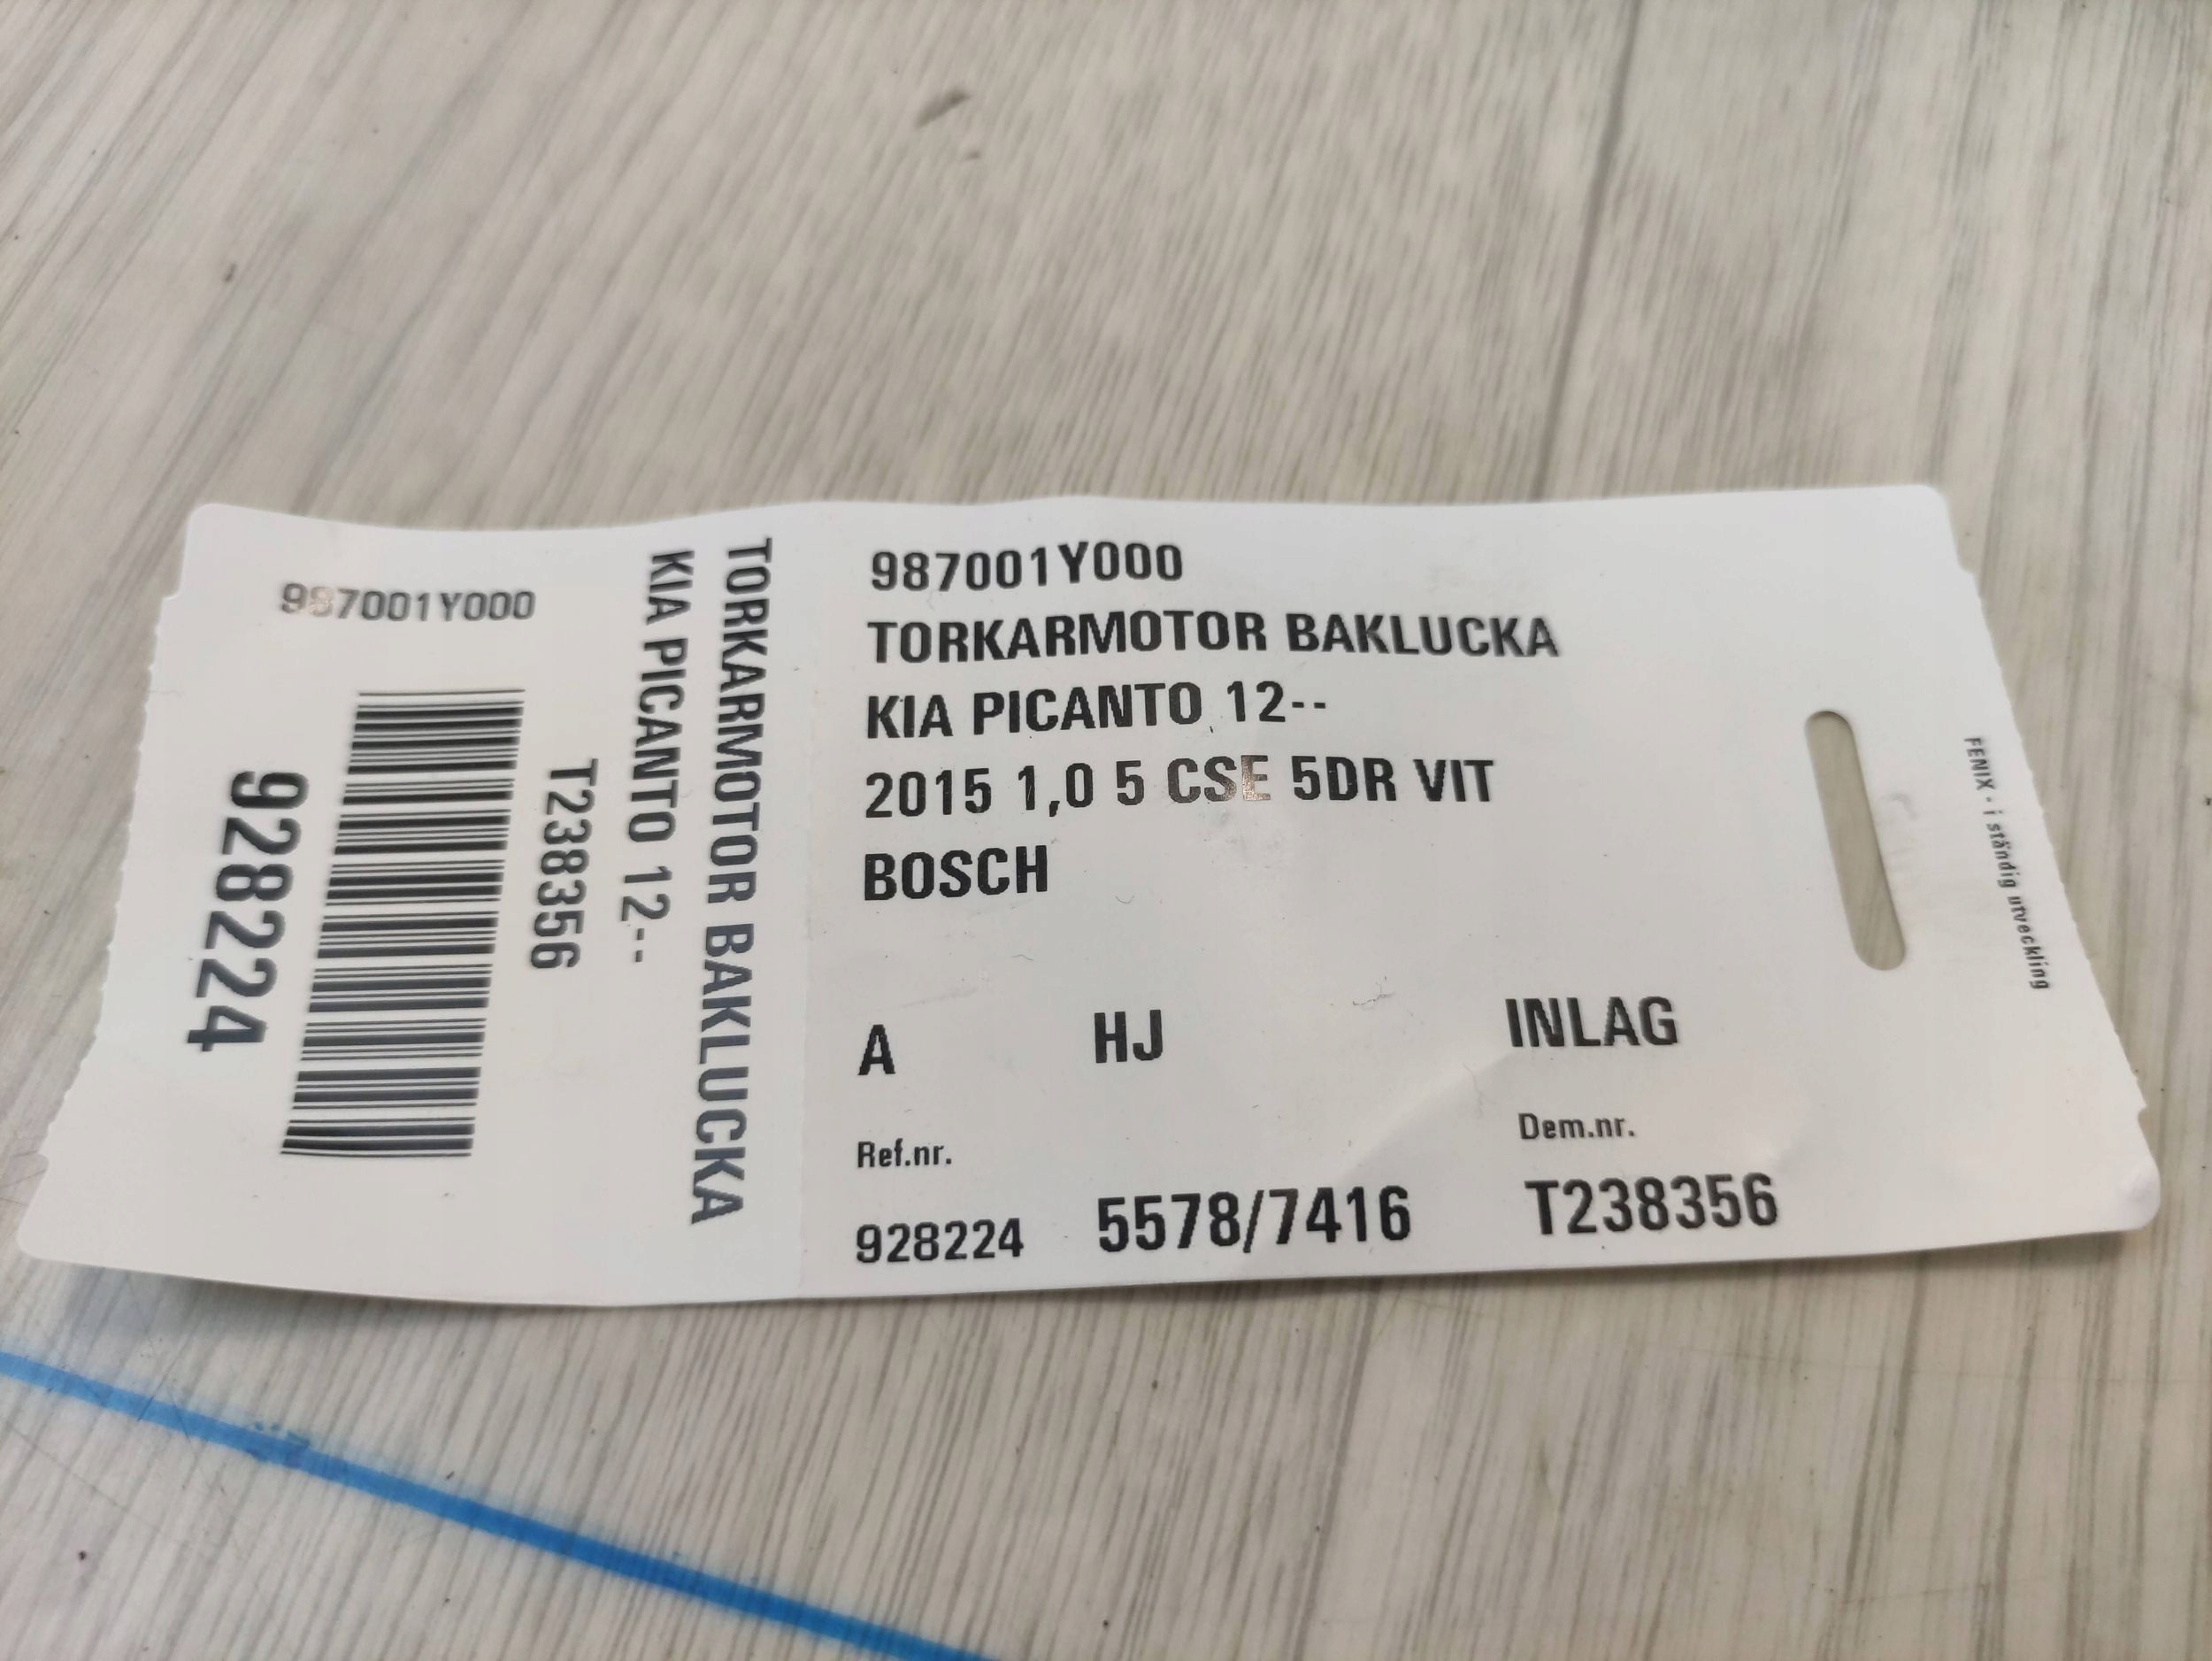 987001Y000
TORKARMOTOR BAKLUCKA
KIA PICANTO 12--
T238356
928224
987001Y000
TORKARMOTOR BAKLUCKA
KIA PICANTO 12--
2015 1,0 5 CSE 5DR VIT
BOSCH
A HJ INLAG
Ref.nr. Dem.nr.
928224 5578/7416 T238356
FENIX - i ständig utveckling